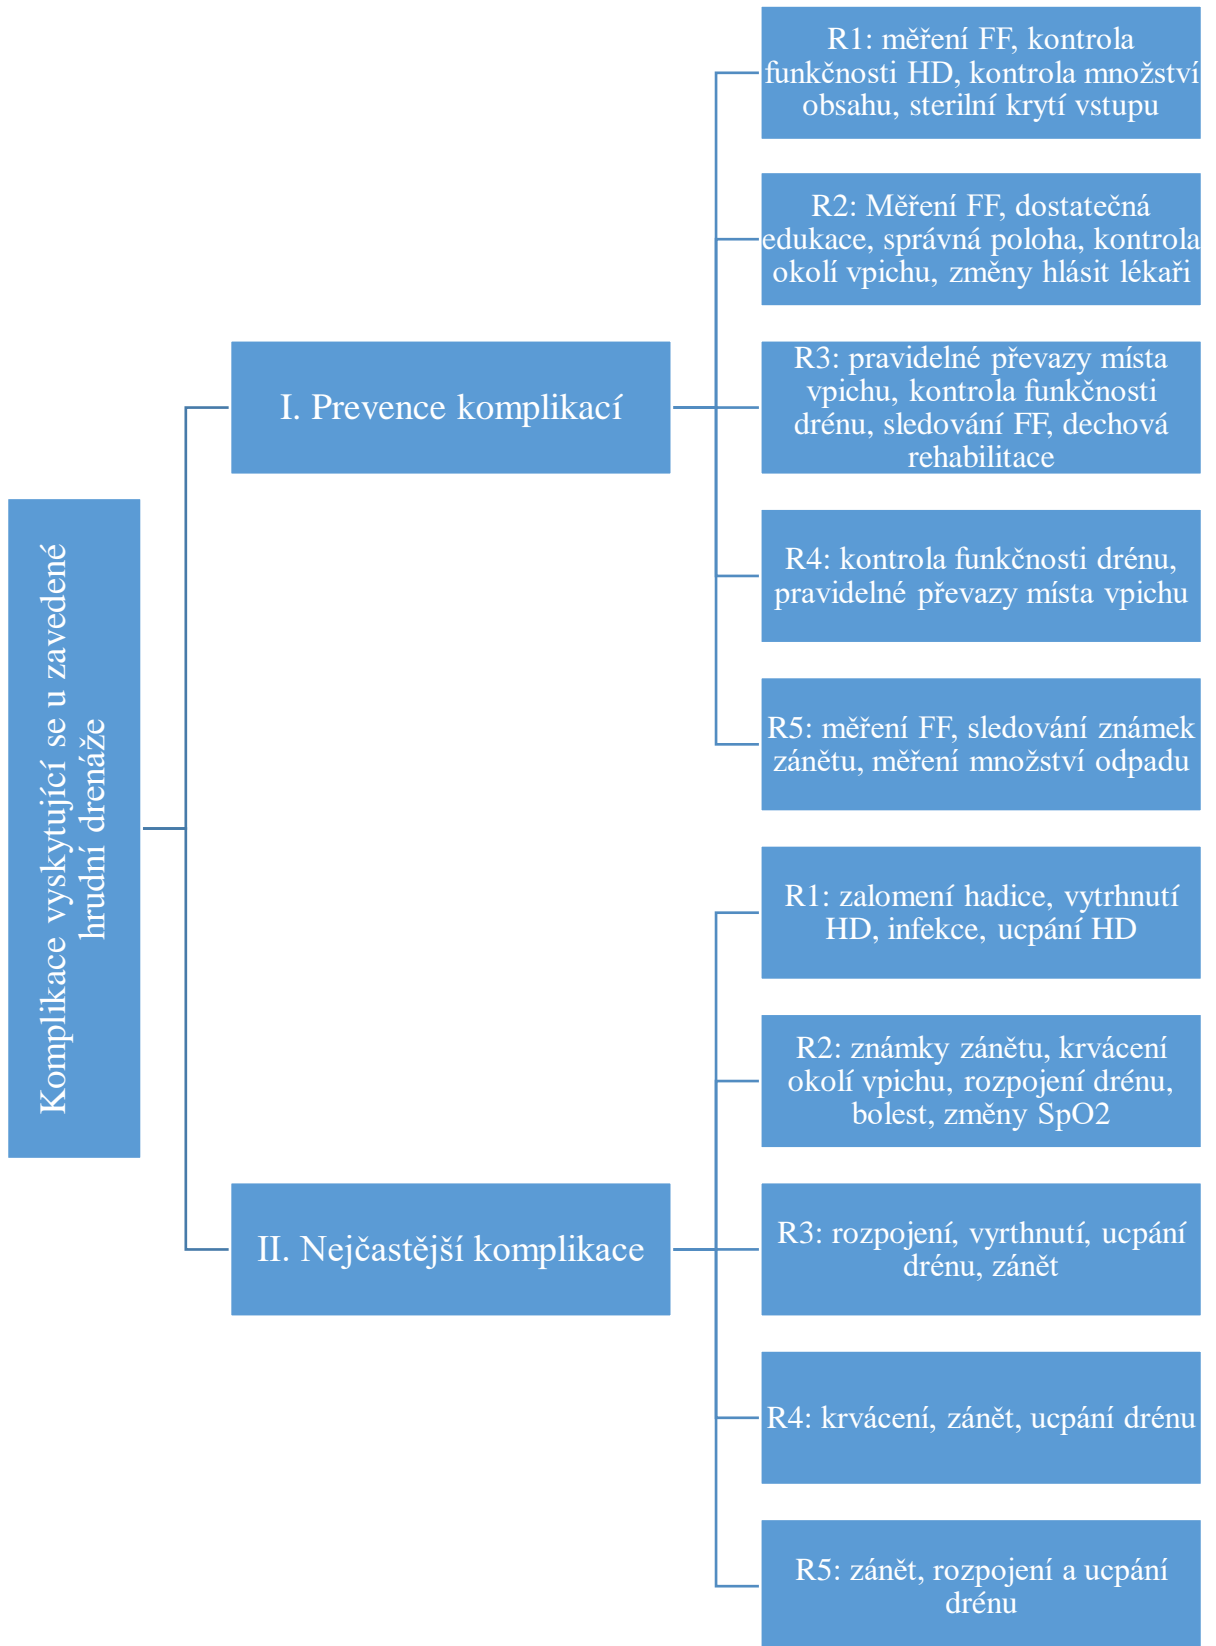 Komplikace vyskytující se u zavedené
hrudní drenáže
I. Prevence komplikací
R1: měření FF, kontrola
funkčnosti HD, kontrola množství
obsahu, sterilní krytí vstupu
R2: Měření FF, dostatečná
edukace, správná poloha, kontrola
okolí vpichu, změny hlásit lékaři
R3: pravidelné převazy místa
vpichu, kontrola funkčnosti
drénu, sledování FF, dechová
rehabilitace
R4: kontrola funkčnosti drénu,
pravidelné převazy místa vpichu
R5: měření FF, sledování známek
zánětu, měření množství odpadu
II. Nejčastější komplikace
R1: zalomení hadice, vytrhnutí
HD, infekce, ucpání HD
R2: známky zánětu, krvácení
okolí vpichu, rozpojení drénu,
bolest, změny SpO2
R3: rozpojení, vyrthnutí, ucpání
drénu, zánět
R4: krvácení, zánět, ucpání drénu
R5: zánět, rozpojení a ucpání
drénu